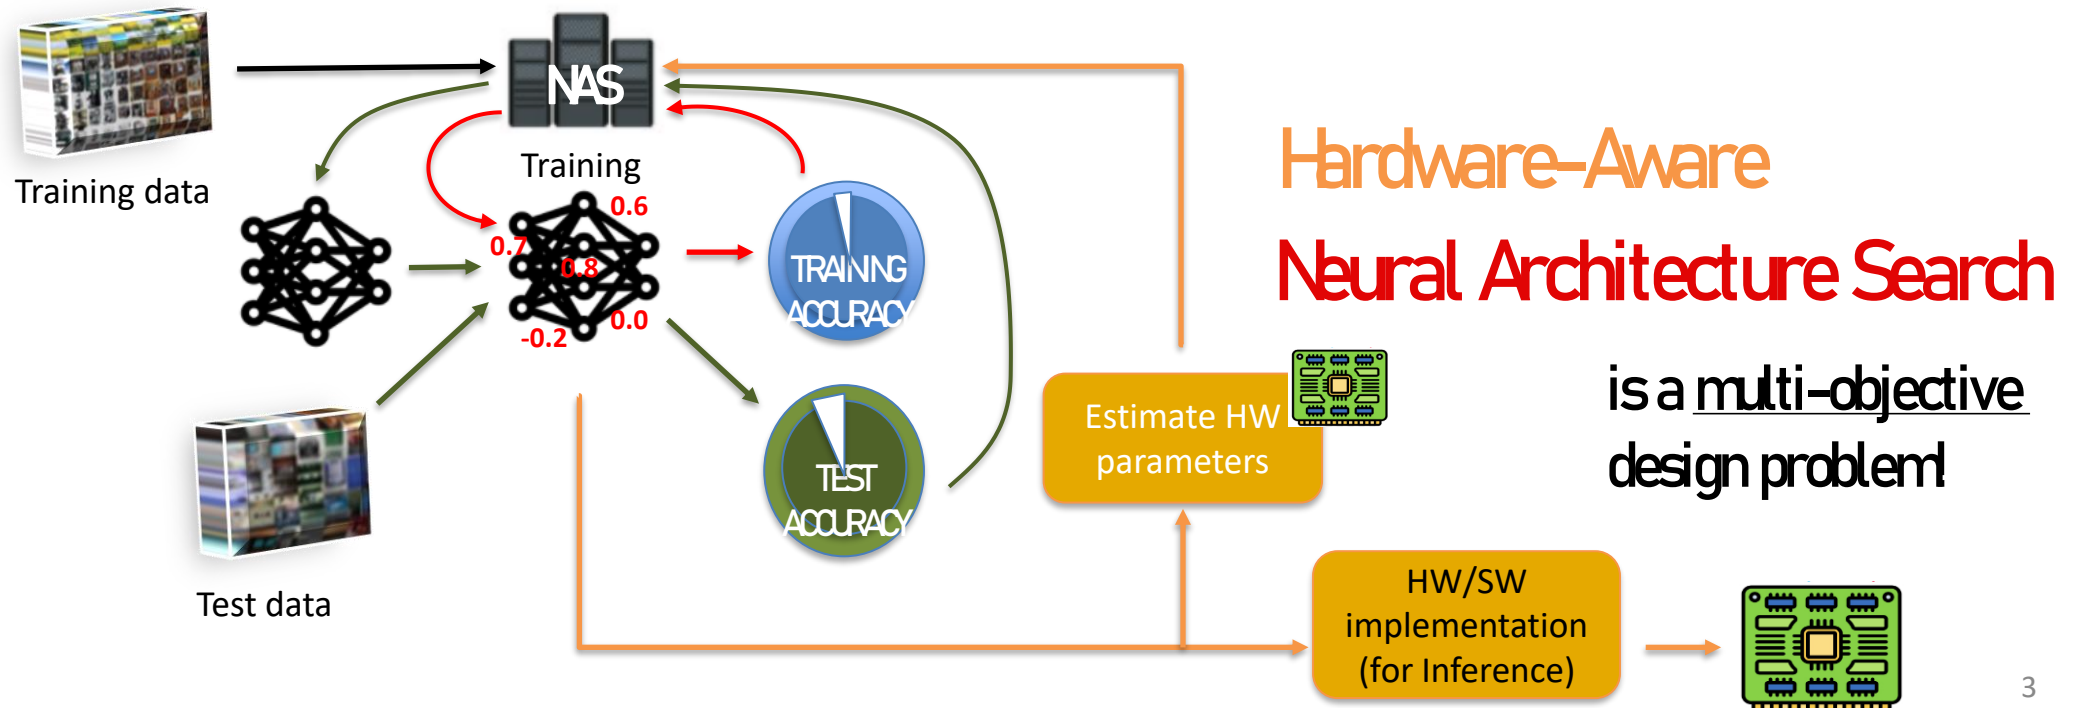 NAS
Training data
Training
0.6
0.7
0.8
0.0
-0.2
TRAINING
ACCURACY
TEST
ACCURACY
Test data
Estimate HW
parameters
HW/SW
implementation
(for Inference)
Hardware-Aware
Neural Architecture Search
is a multi-objective
design problem!
3